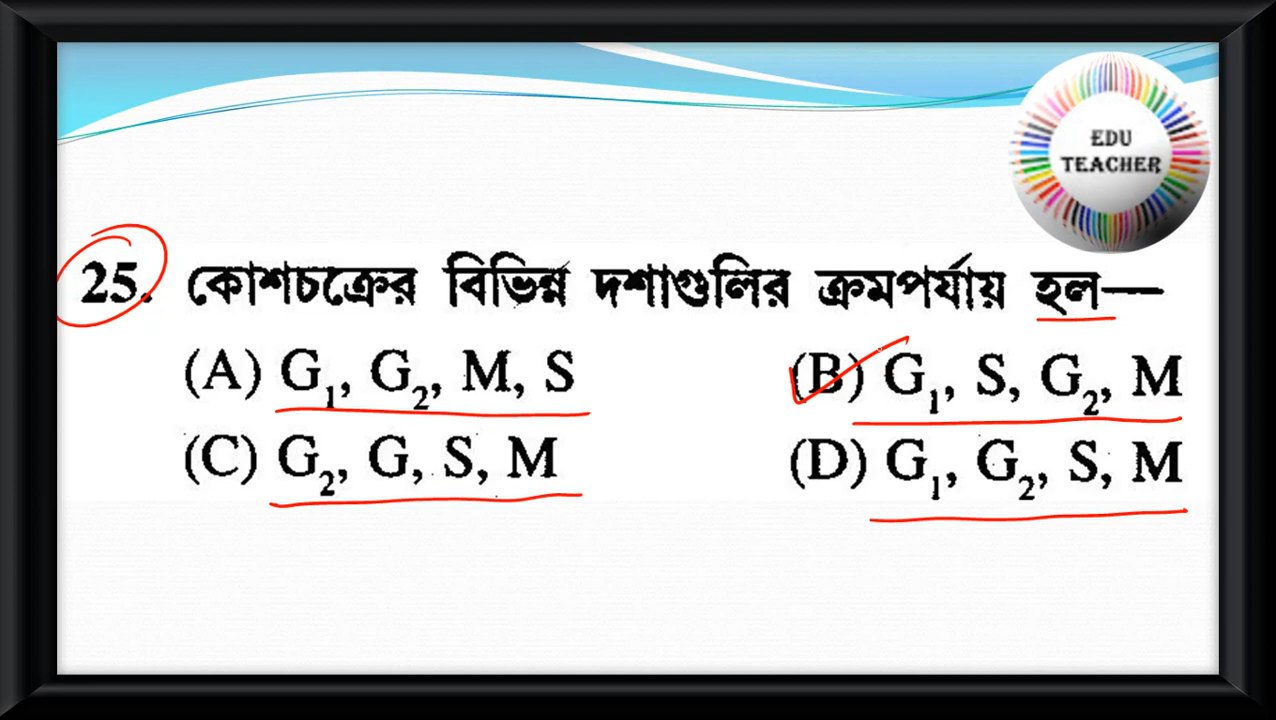 EDU
TEACHER
25. কোশচক্রের বিভিন্ন দশাগুলির ক্রমপর্যায় হল—
(A) G₁, G₂, M, S (B) G₁, S, G₂, M
(C) G₂, G, S, M (D) G₁, G₂, S, M